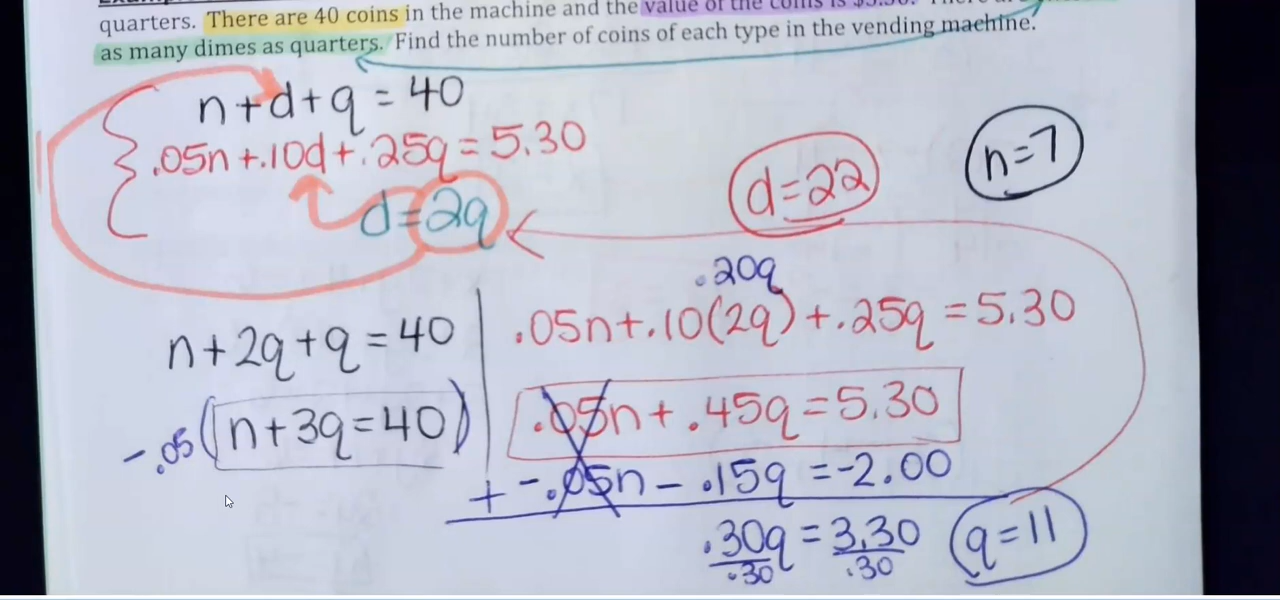 quarters. There are 40 coins in the machine and the value of the coins is
as many dimes as quarters. Find the number of coins of each type in the vending machine.
n+d+q = 40
.05n+.10d+.25q = 5.30
d=2q
d=22
n=7
n+2q+q=40
-.05(n+3q=40)
.20q
.05n+.10(2q)+.25q=5.30
.05n+.45q=5.30
+ -.05n - .15q = -2.00
.30q = 3.30
.30 .30
q=11